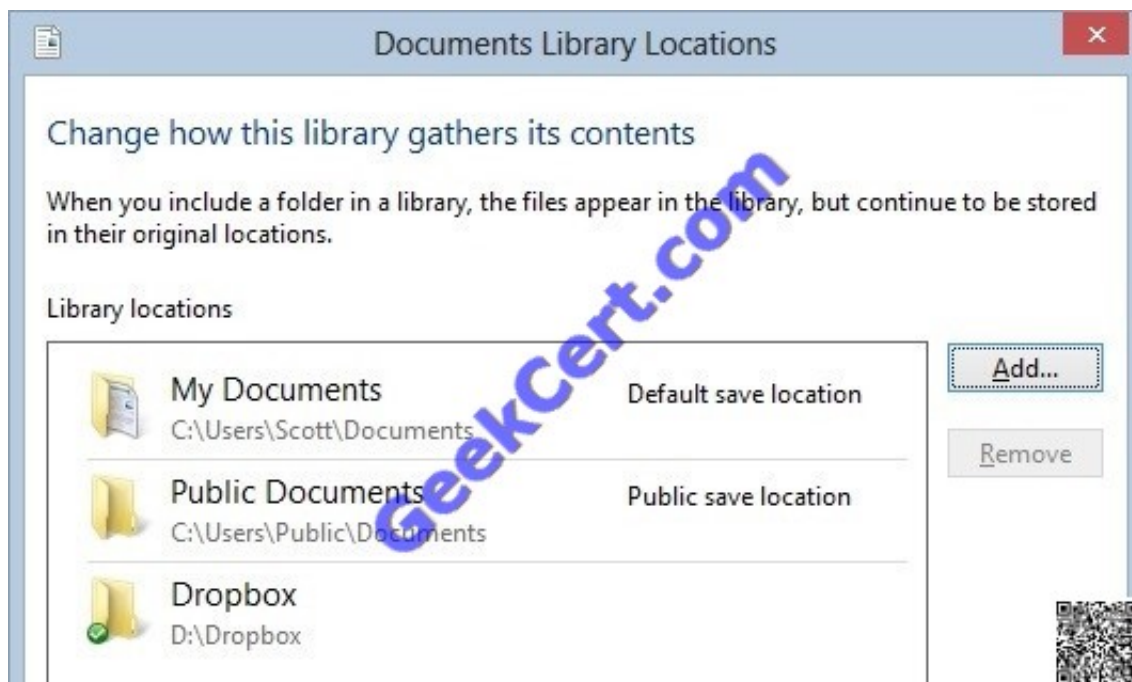 Documents Library Locations
Change how this library gathers its contents
When you include a folder in a library, the files appear in the library, but continue to be stored
in their original locations.
Library locations
My Documents
Default save location
C:\Users\Scott\Documents
Public Documents
Public save location
C:\Users\Public\Documents
Dropbox
D:\Dropbox
Add...
Remove
GeekCert.com